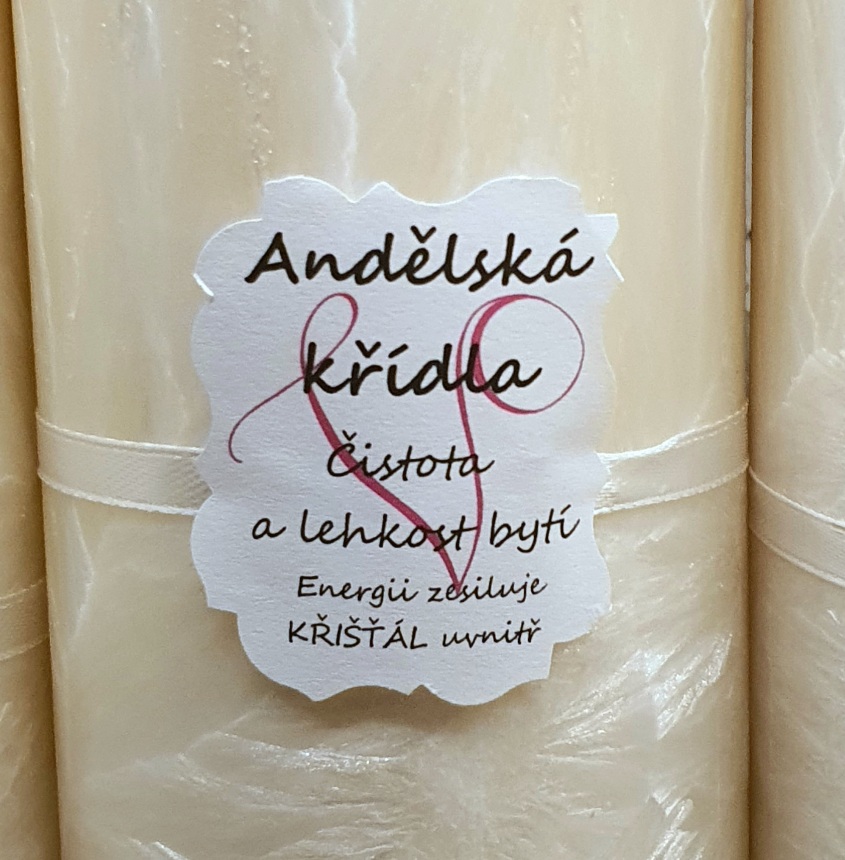 Andělská
křídla
Čistota
a lehkost bytí
Energii zesiluje
KŘIŠŤÁL uvnitř